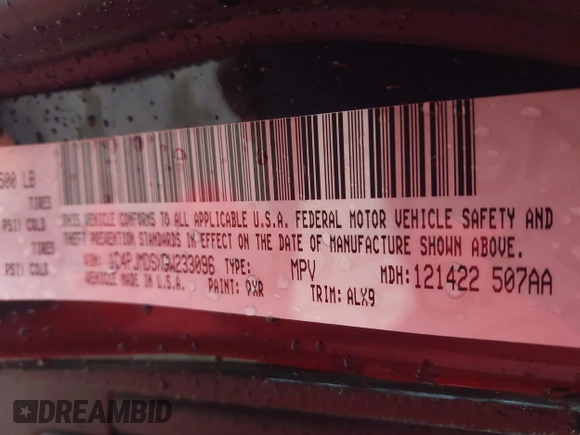 500 LB
TIRES
PSI/ COLD
TIRES
PSI/ COLD
THIS VEHICLE CONFORMS TO ALL APPLICABLE U.S.A. FEDERAL MOTOR VEHICLE SAFETY AND
THEFT PREVENTION STANDARDS IN EFFECT ON THE DATE OF MANUFACTURE SHOWN ABOVE.
VIN: TYPE: MPV MDH:121422 507AA
VEHICLE MADE IN U.S.A. PAINT: PXR TRIM: ALX9
DREAMBID